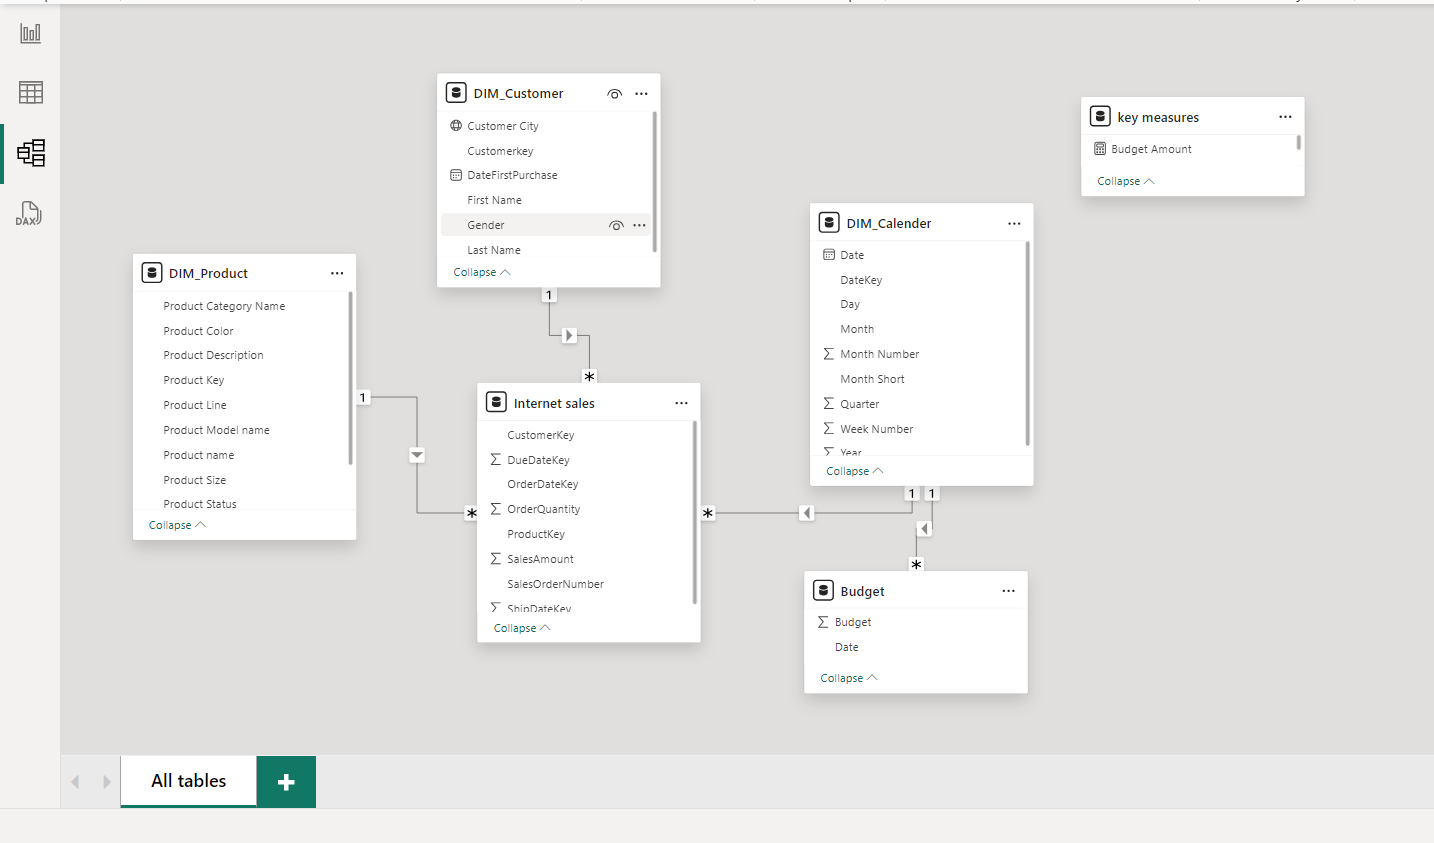 DAX
DIM_Customer
Customer City
Customerkey
DateFirstPurchase
First Name
Gender
Last Name
Collapse
key measures
Budget Amount
Collapse
DIM_Calender
Date
DateKey
Day
Month
Month Number
Month Short
Quarter
Week Number
Year
Collapse
DIM_Product
Product Category Name
Product Color
Product Description
Product Key
Product Line
Product Model name
Product name
Product Size
Product Status
Collapse
1
*
1
*
Internet sales
CustomerKey
DueDateKey
OrderDateKey
OrderQuantity
ProductKey
SalesAmount
SalesOrderNumber
ShipDateKey
Collapse
1 1
*
*
Budget
Budget
Date
Collapse
All tables